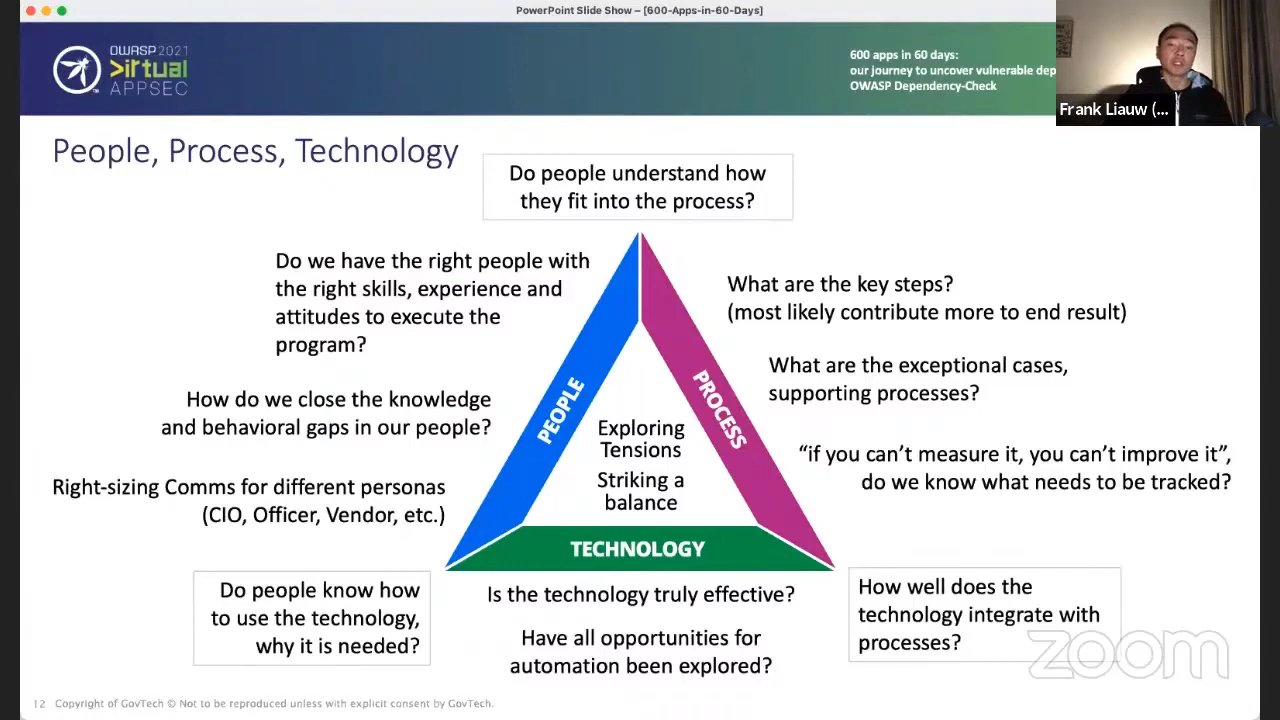 PowerPoint Slide Show – [600-Apps-in-60-Days]
OWASP 2021
>irtual
APPSEC
600 apps in 60 days:
our journey to uncover vulnerable dep
OWASP Dependency-Check
Frank Liauw (...
People, Process, Technology
Do people understand how
they fit into the process?
Do we have the right people with
the right skills, experience and
attitudes to execute the
program?
How do we close the knowledge
and behavioral gaps in our people?
Right-sizing Comms for different personas
(CIO, Officer, Vendor, etc.)
PEOPLE
PROCESS
Exploring
Tensions
Striking a
balance
TECHNOLOGY
What are the key steps?
(most likely contribute more to end result)
What are the exceptional cases,
supporting processes?
“if you can’t measure it, you can’t improve it”,
do we know what needs to be tracked?
Do people know how
to use the technology,
why it is needed?
Is the technology truly effective?
Have all opportunities for
automation been explored?
How well does the
technology integrate with
processes?
zoom
12 Copyright of GovTech © Not to be reproduced unless with explicit consent by GovTech.